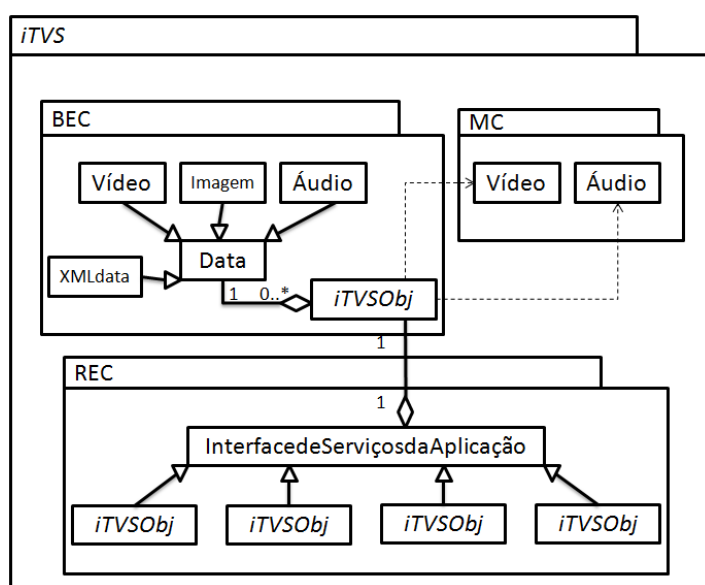 iTVS
BEC
MC
Vídeo
Imagem
Áudio
Vídeo
Áudio
Data
XMLdata
1
0..*
iTVSObj
1
REC
1
InterfacedeServiçosdaAplicação
iTVSObj
iTVSObj
iTVSObj
iTVSObj